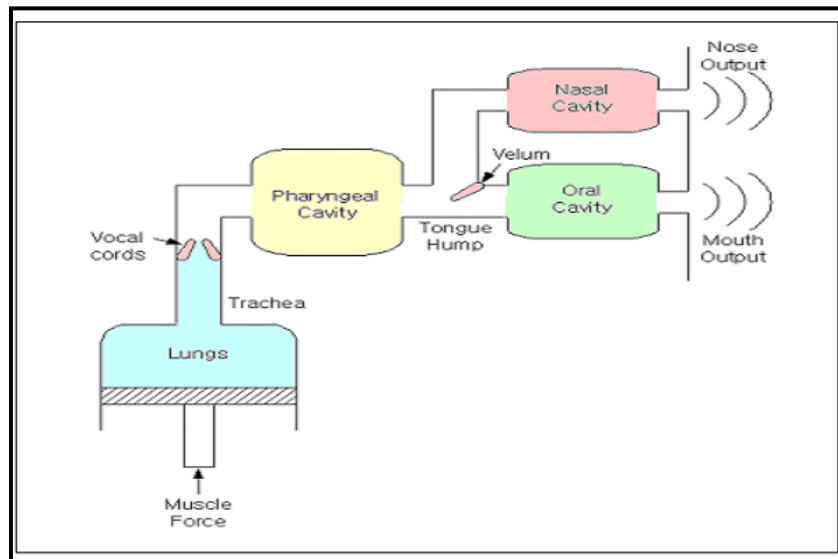 Nose
Output
Nasal
Cavity
Velum
Pharyngeal
Cavity
Oral
Cavity
Tongue
Hump
Mouth
Output
Vocal
cords
Trachea
Lungs
Muscle
Force